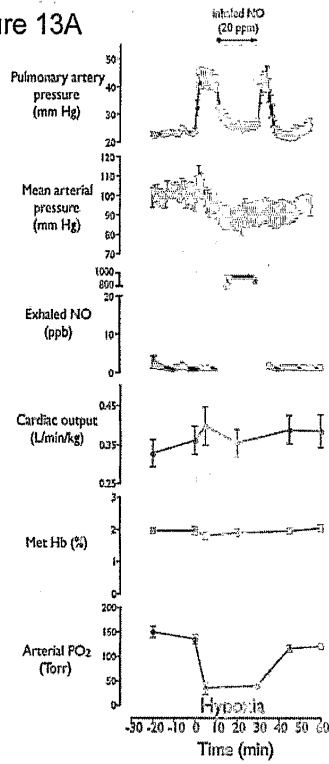 ure 13A
Inhaled NO
(20 ppm)
Pulmonary artery
pressure
(mm Hg)
50
40
30
20
Mean arterial
pressure
(mm Hg)
120
110
100
90
80
70
1000
800
Exhaled NO
(ppb)
20
10
0
Cardiac output
(L/min/kg)
0.45
0.35
0.25
Met Hb (%)
3
2
1
0
Arterial PO2
(Torr)
200
150
100
50
0
Hypoxia
-30 -20 -10 0 10 20 30 40 50 60
Time (min)